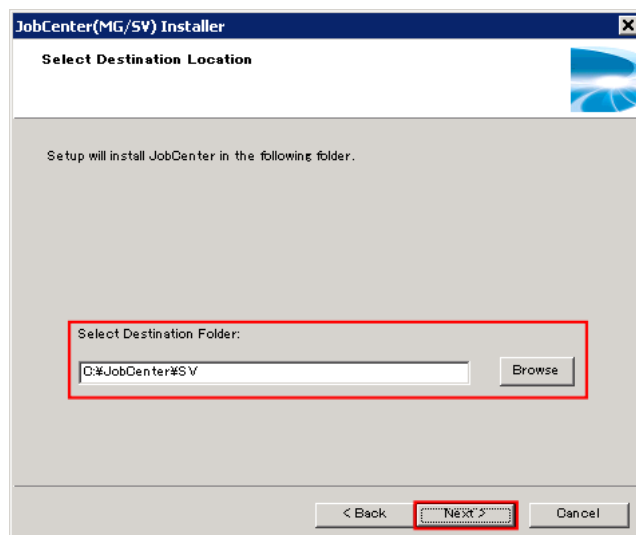 JobCenter(MG/SV) Installer
Select Destination Location
Setup will install JobCenter in the following folder.
Select Destination Folder:
C:¥JobCenter¥SV
Browse
< Back
Next >
Cancel